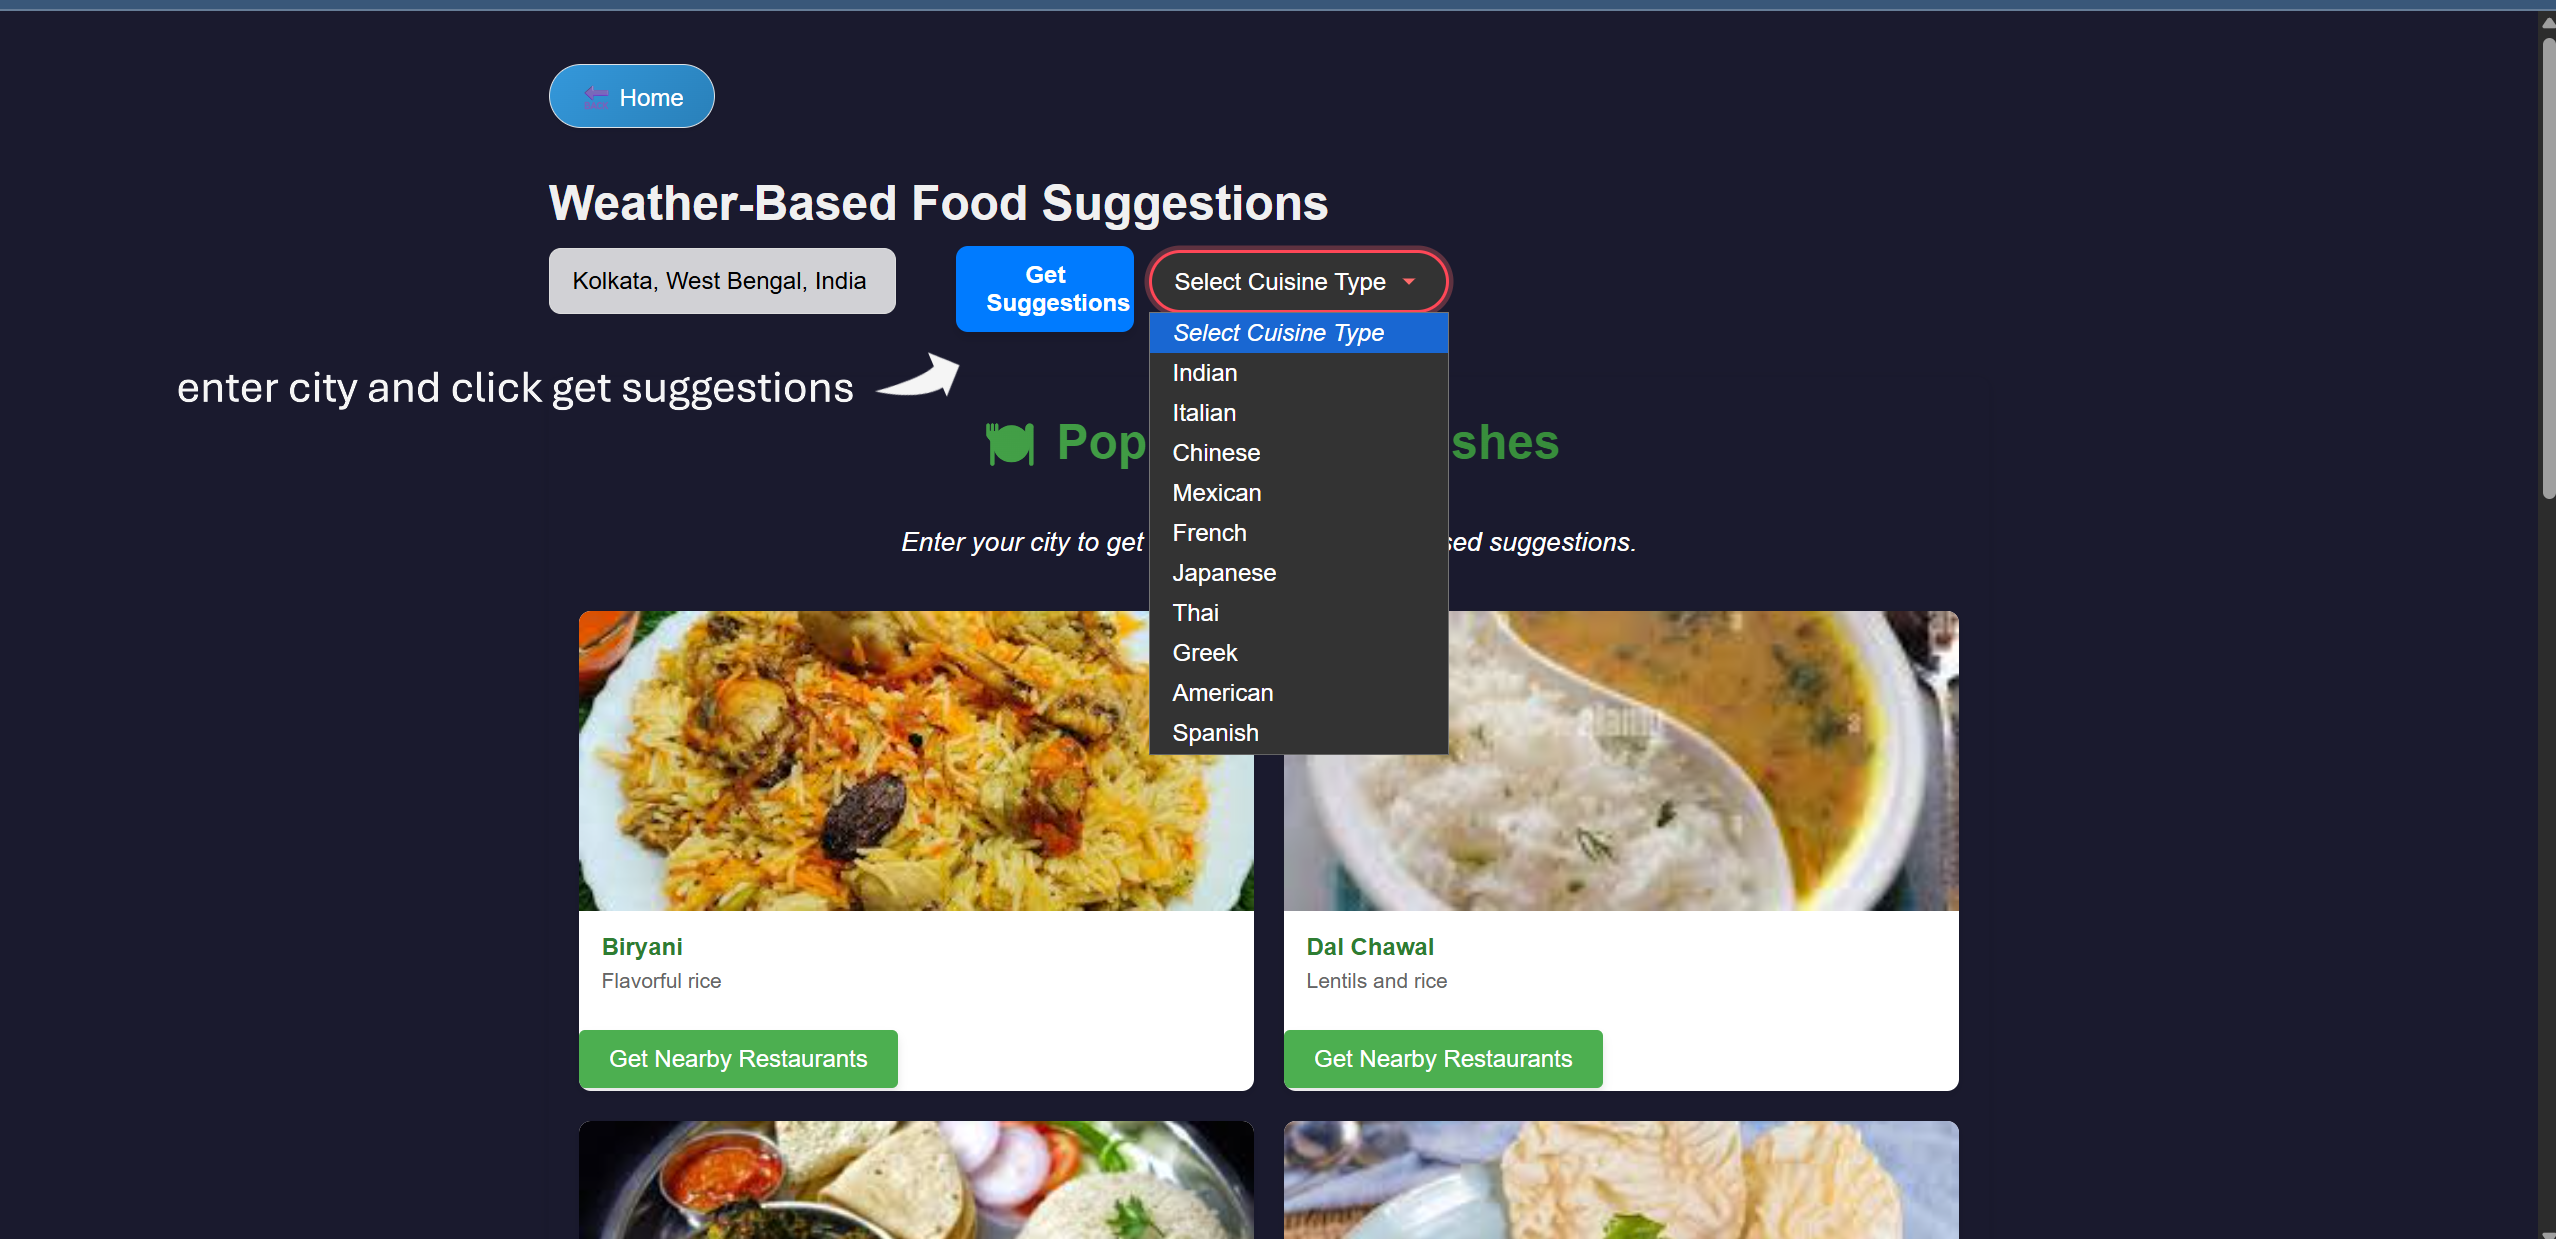 Home
Weather-Based Food Suggestions
Kolkata, West Bengal, India
Get
Suggestions
Select Cuisine Type
Select Cuisine Type
Indian
Italian
Chinese
Mexican
French
Japanese
Thai
Greek
American
Spanish
enter city and click get suggestions
Pop shes
Enter your city to get sed suggestions.
Biryani
Flavorful rice
Get Nearby Restaurants
Dal Chawal
Lentils and rice
Get Nearby Restaurants